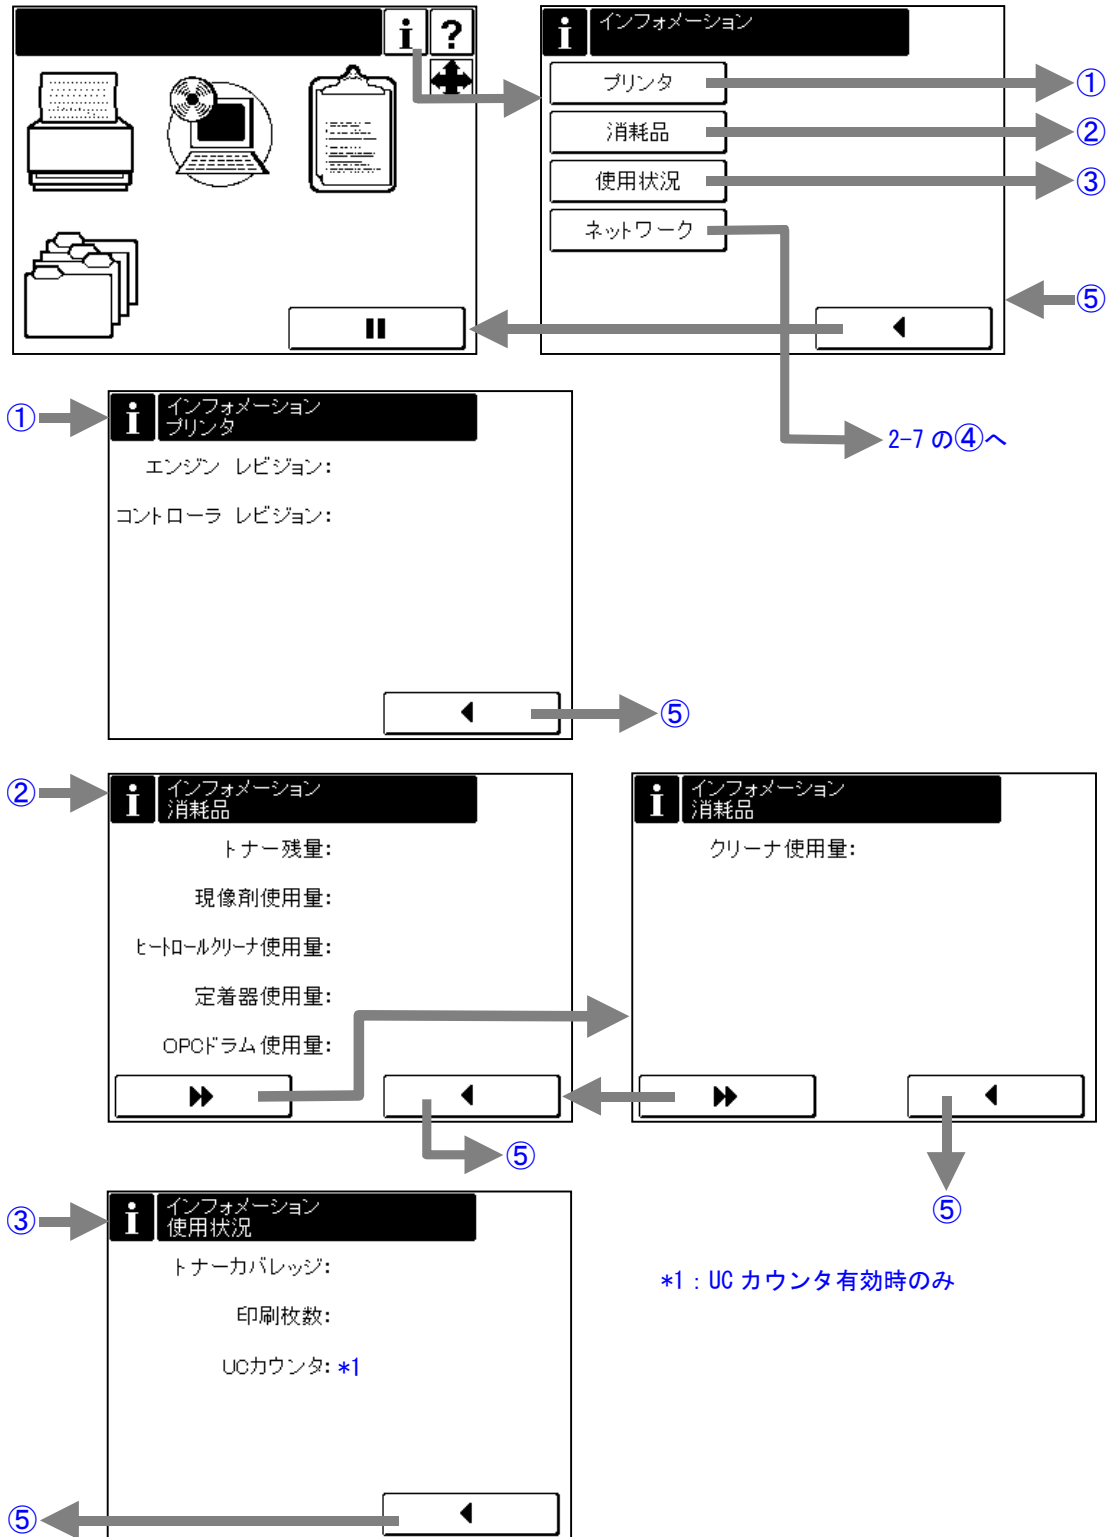 i ?
i インフォメーション
プリンタ ①
消耗品 ②
使用状況 ③
ネットワーク
⑤
2-7 の④へ
① i インフォメーション
プリンタ
エンジン レビジョン:
コントローラ レビジョン:
⑤
② i インフォメーション
消耗品
トナー残量:
現像剤使用量:
ヒートロールクリーナ使用量:
定着器使用量:
OPCドラム使用量:
⑤
i インフォメーション
消耗品
クリーナ使用量:
⑤
③ i インフォメーション
使用状況
トナーカバレッジ:
印刷枚数:
UCカウンタ: *1
*1：UC カウンタ有効時のみ
⑤